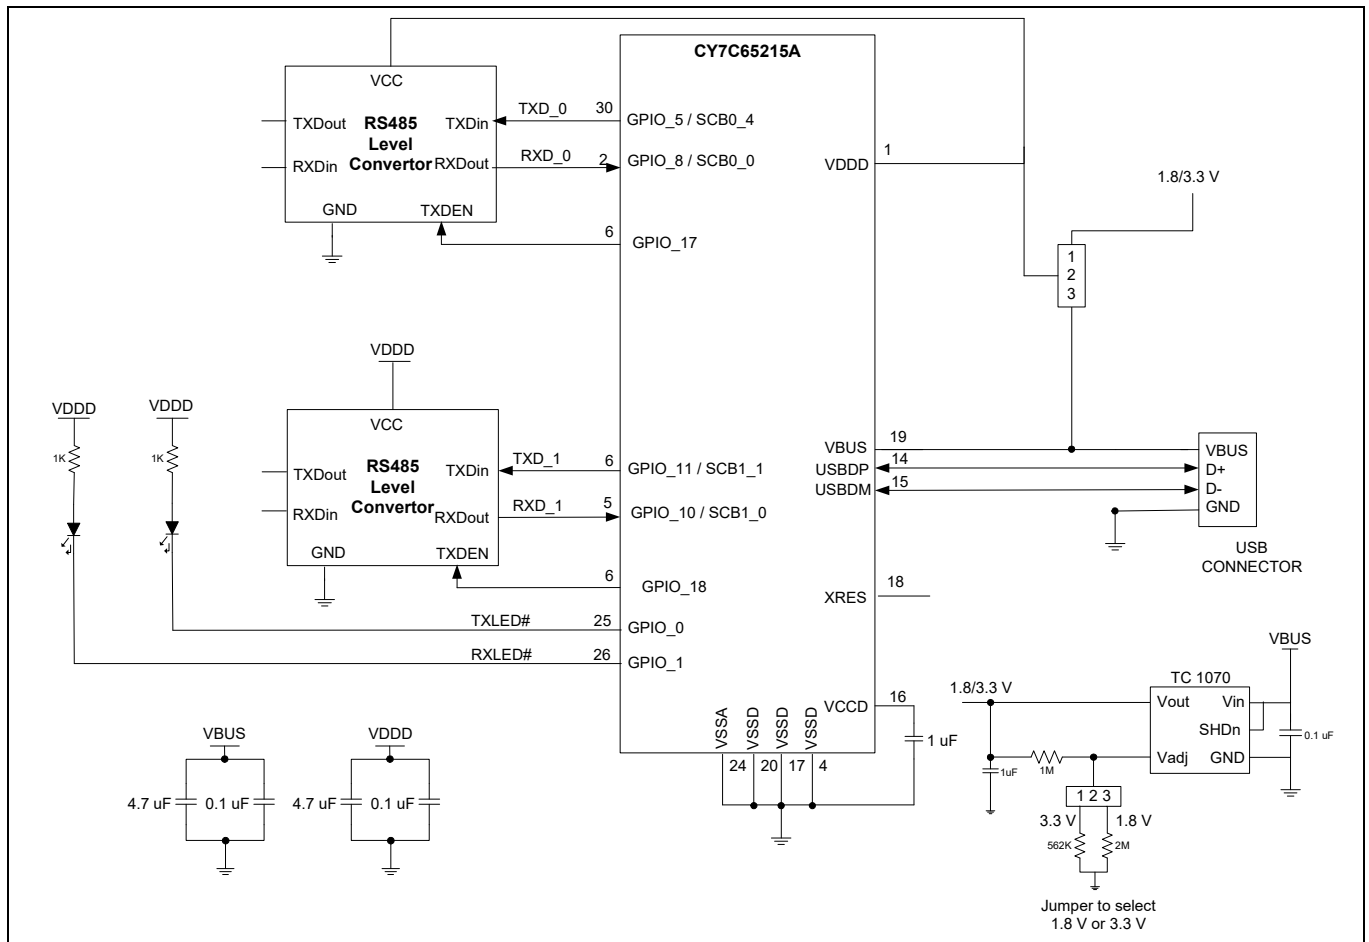 CY7C65215A
VCC
TXDout
RS485
Level
Convertor
TXDin
RXDin
RXDout
GND
TXDEN
TXD_0
30
GPIO_5 / SCB0_4
RXD_0
2
GPIO_8 / SCB0_0
6
GPIO_17
VDDD
1
1.8/3.3 V
1
2
3
VDDD
VDDD
VDDD
1K
1K
VCC
TXDout
RS485
Level
Convertor
TXDin
RXDin
RXDout
GND
TXDEN
TXD_1
6
GPIO_11 / SCB1_1
RXD_1
5
GPIO_10 / SCB1_0
6
GPIO_18
TXLED#
25
GPIO_0
RXLED#
26
GPIO_1
VBUS
19
USBDP
14
USBDM
15
VBUS
D+
D-
GND
USB
CONNECTOR
XRES
18
VCCD
16
1 uF
VSSA
VSSD
VSSD
VSSD
24
20
17
4
VBUS
4.7 uF
0.1 uF
VDDD
4.7 uF
0.1 uF
VBUS
TC 1070
1.8/3.3 V
Vout
Vin
SHDn
Vadj
GND
0.1 uF
1uF
1M
1 2 3
3.3 V
1.8 V
562K
2M
Jumper to select
1.8 V or 3.3 V